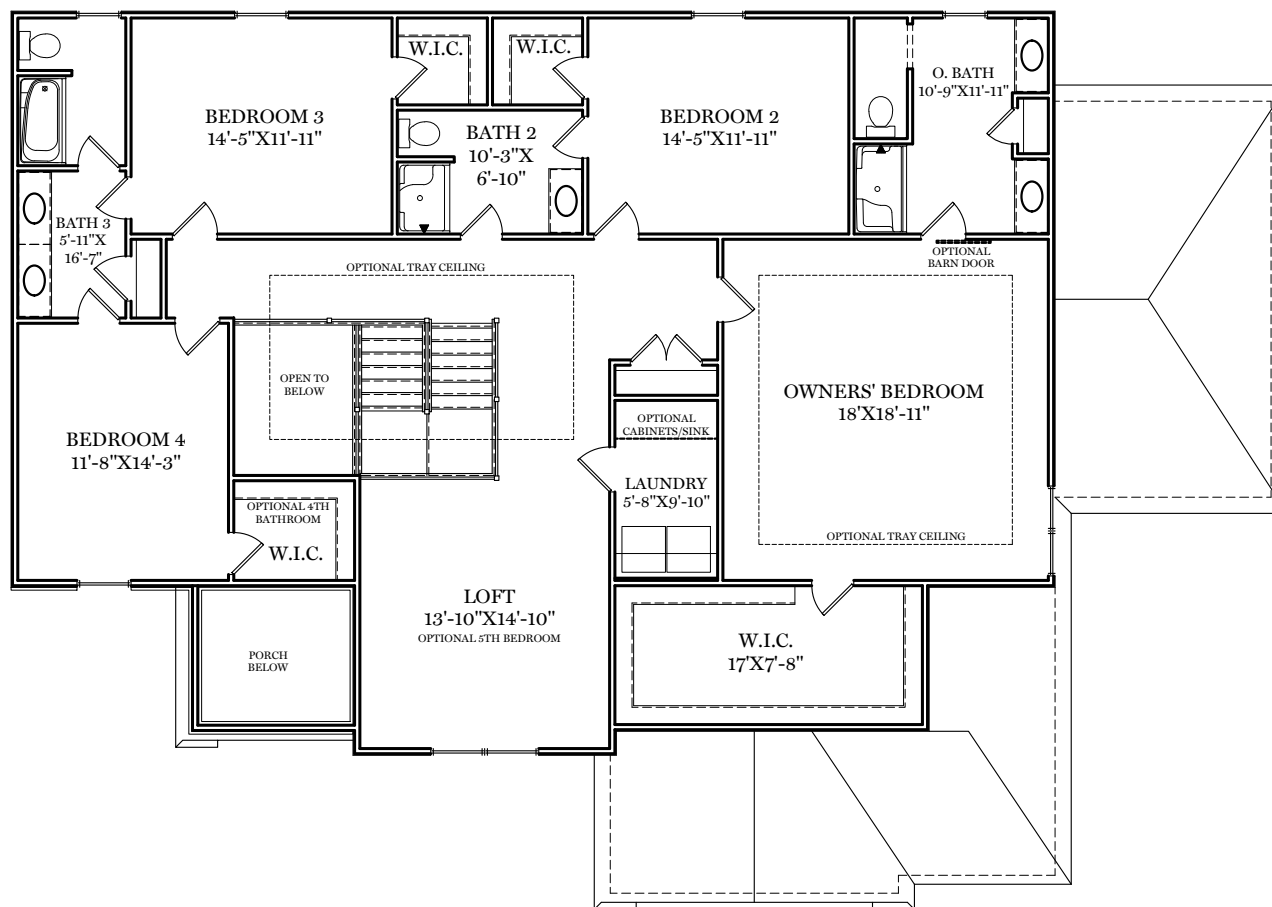 W.I.C.
W.I.C.
O. BATH
10'-9"X11'-11"
BEDROOM 3
14'-5"X11'-11"
BATH 2
10'-3"X
6'-10"
BEDROOM 2
14'-5"X11'-11"
BATH 3
5'-11"X
16'-7"
OPTIONAL TRAY CEILING
OPTIONAL
BARN DOOR
OPEN TO
BELOW
OWNERS' BEDROOM
18'X18'-11"
OPTIONAL
CABINETS/SINK
BEDROOM 4
11'-8"X14'-3"
LAUNDRY
5'-8"X9'-10"
OPTIONAL 4TH
BATHROOM
W.I.C.
OPTIONAL TRAY CEILING
LOFT
13'-10"X14'-10"
OPTIONAL 5TH BEDROOM
W.I.C.
17'X7'-8"
PORCH
BELOW